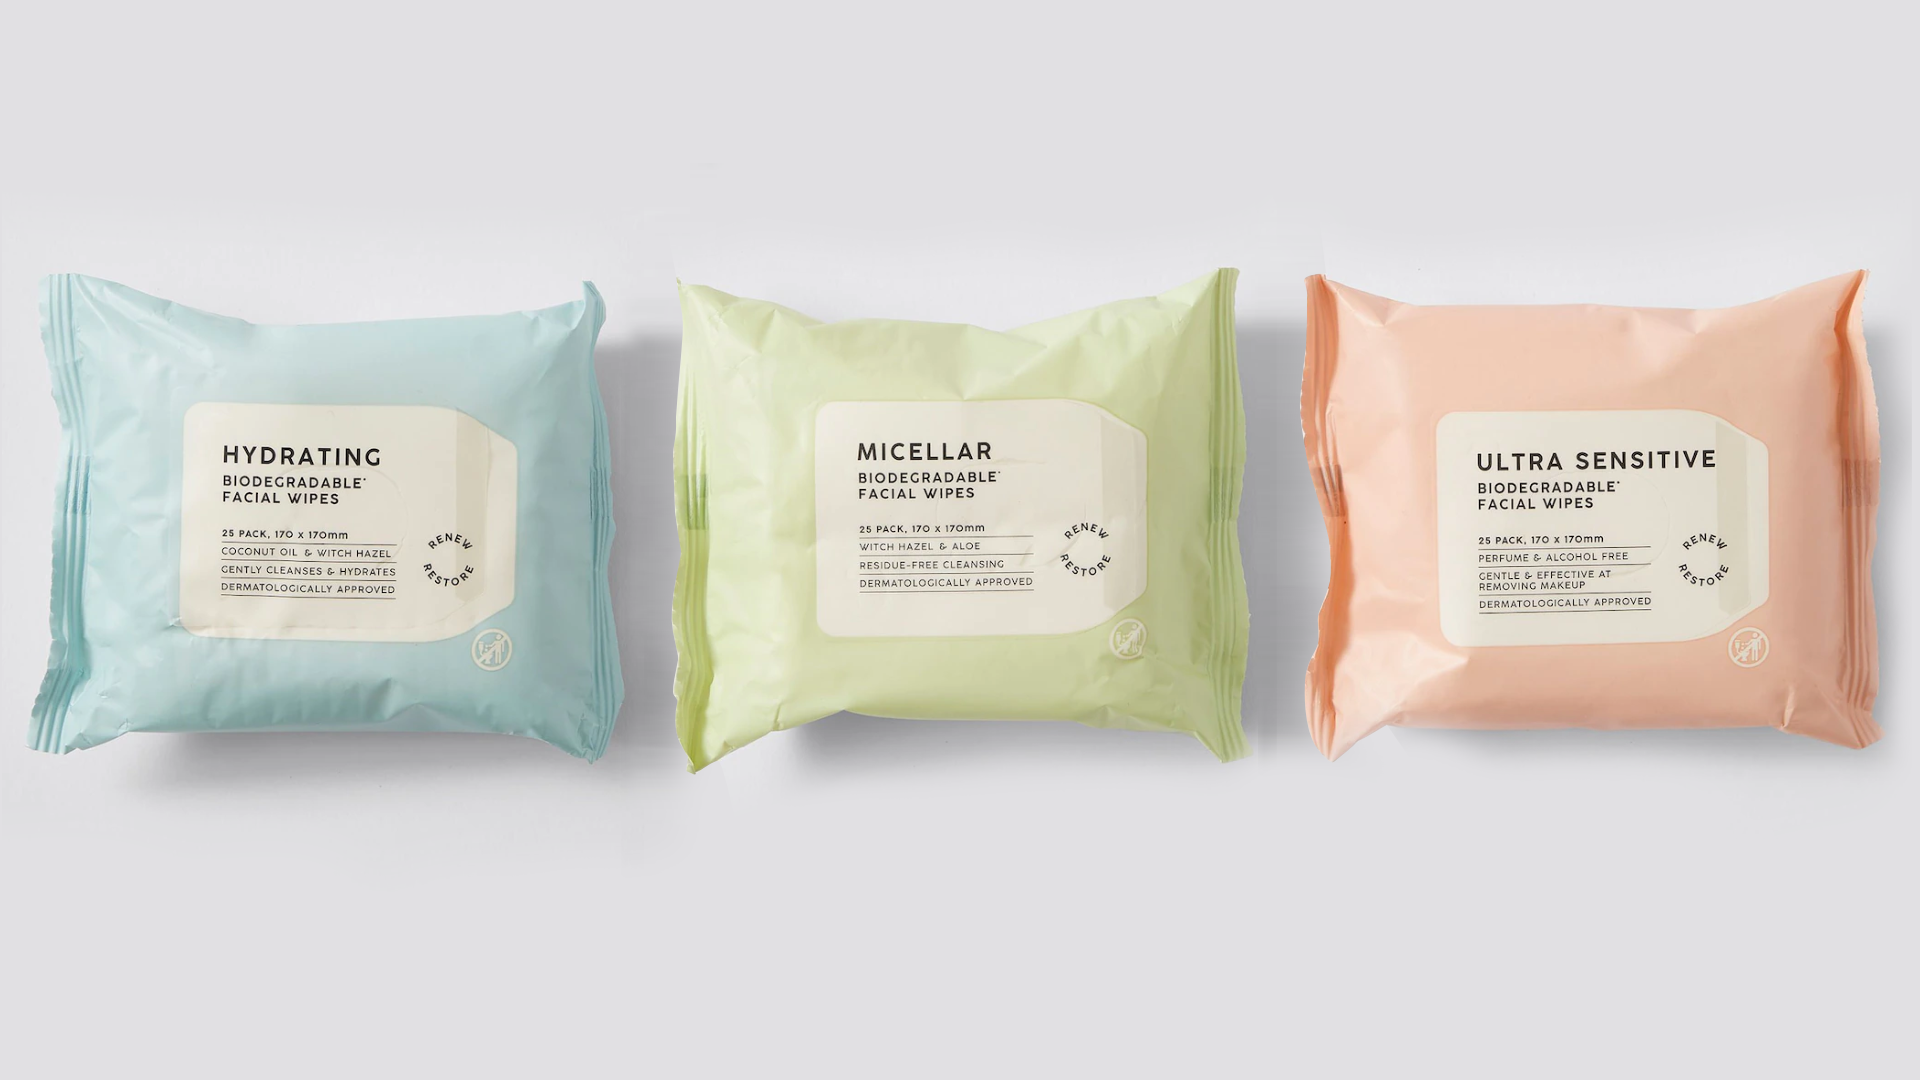 HYDRATING
BIODEGRADABLE*
FACIAL WIPES
25 PACK, 170 x 170mm
COCONUT OIL & WITCH HAZEL
GENTLY CLEANSES & HYDRATES
DERMATOLOGICALLY APPROVED
RENEW
RESTORE
MICELLAR
BIODEGRADABLE*
FACIAL WIPES
25 PACK, 170 x 170mm
WITCH HAZEL & ALOE
RESIDUE-FREE CLEANSING
DERMATOLOGICALLY APPROVED
RENEW
RESTORE
ULTRA SENSITIVE
BIODEGRADABLE*
FACIAL WIPES
25 PACK, 170 x 170mm
PERFUME & ALCOHOL FREE
GENTLE & EFFECTIVE AT
REMOVING MAKEUP
DERMATOLOGICALLY APPROVED
RENEW
RESTORE